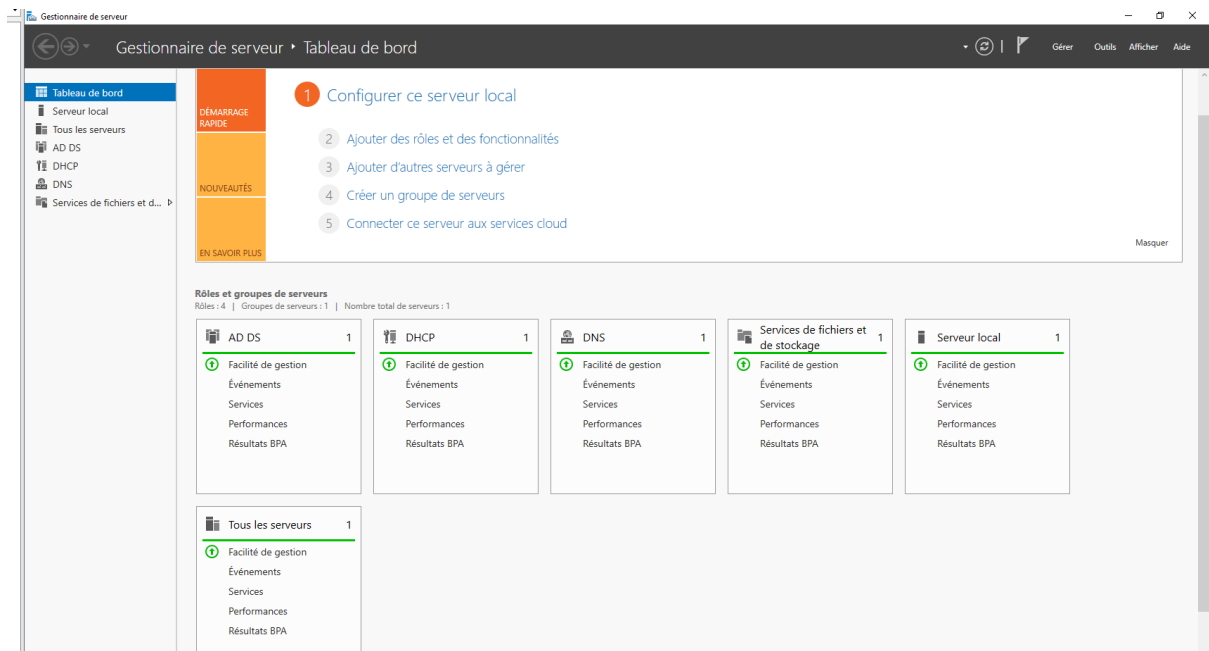 Gestionnaire de serveur
Gestionnaire de serveur ‣ Tableau de bord
Gérer Outils Afficher Aide
Tableau de bord
Serveur local
Tous les serveurs
AD DS
DHCP
DNS
Services de fichiers et d...
DÉMARRAGE
RAPIDE
NOUVEAUTÉS
EN SAVOIR PLUS
1 Configurer ce serveur local
2 Ajouter des rôles et des fonctionnalités
3 Ajouter d'autres serveurs à gérer
4 Créer un groupe de serveurs
5 Connecter ce serveur aux services cloud
Masquer
Rôles et groupes de serveurs
Rôles : 4 | Groupes de serveurs : 1 | Nombre total de serveurs : 1
AD DS 1
Facilité de gestion
Événements
Services
Performances
Résultats BPA
DHCP 1
Facilité de gestion
Événements
Services
Performances
Résultats BPA
DNS 1
Facilité de gestion
Événements
Services
Performances
Résultats BPA
Services de fichiers et
de stockage 1
Facilité de gestion
Événements
Services
Performances
Résultats BPA
Serveur local 1
Facilité de gestion
Événements
Services
Performances
Résultats BPA
Tous les serveurs 1
Facilité de gestion
Événements
Services
Performances
Résultats BPA